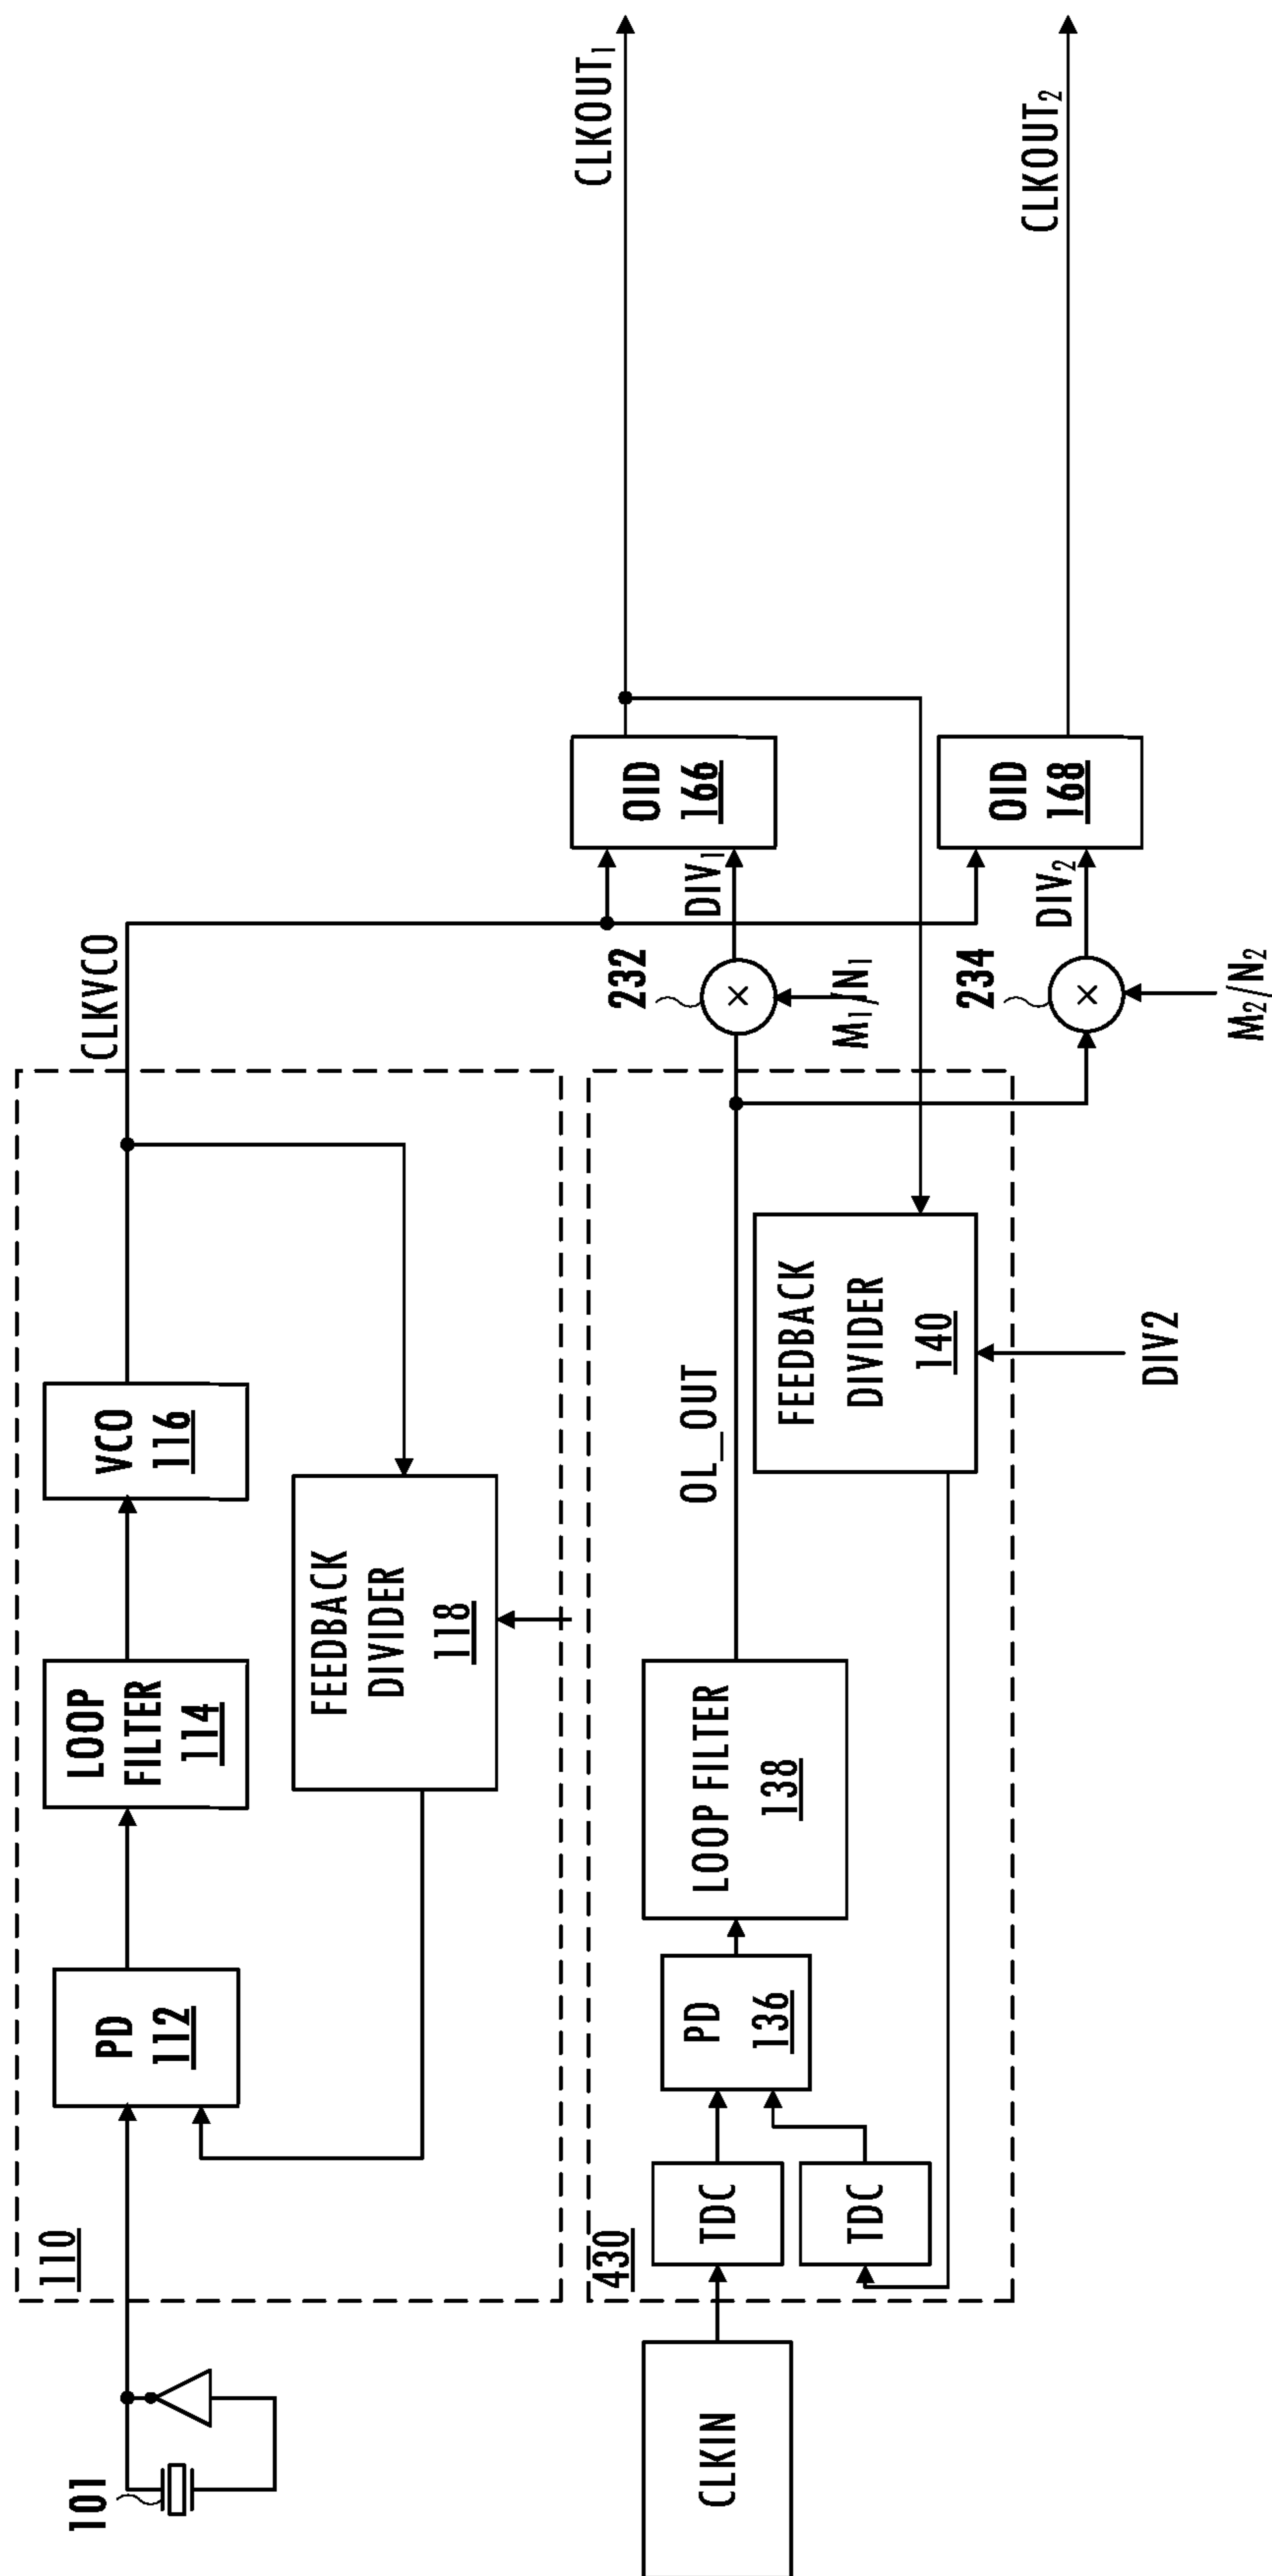 101
110
PD
112
LOOP
FILTER
114
VCO
116
CLKVCO
FEEDBACK
DIVIDER
118
CLKIN
430
TDC
TDC
PD
136
LOOP FILTER
138
OL_OUT
FEEDBACK
DIVIDER
140
DIV2
232
M₁/N₁
DIV₁
OID
166
CLKOUT₁
234
M₂/N₂
DIV₂
OID
168
CLKOUT₂